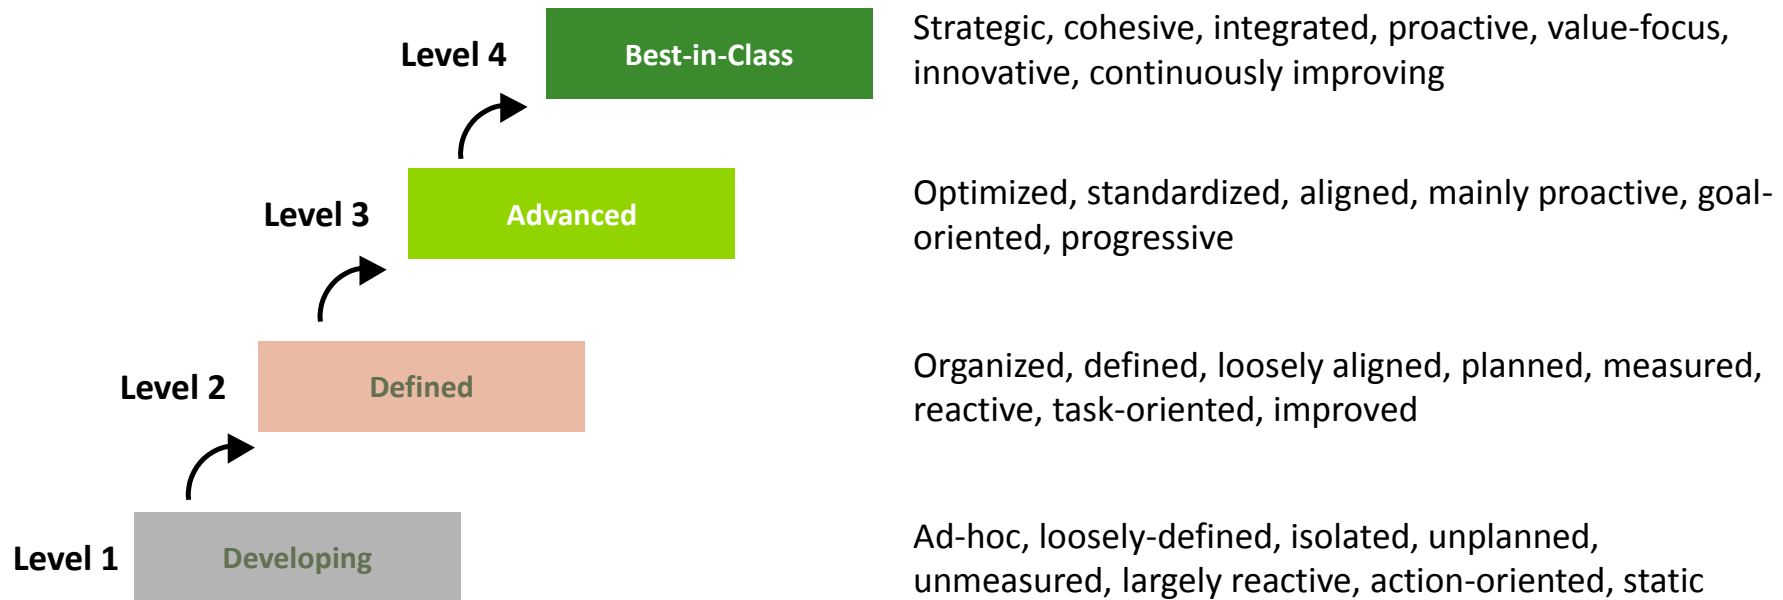 Level 4
Best-in-Class
Strategic, cohesive, integrated, proactive, value-focus,
innovative, continuously improving
Level 3
Advanced
Optimized, standardized, aligned, mainly proactive, goal-
oriented, progressive
Level 2
Defined
Organized, defined, loosely aligned, planned, measured,
reactive, task-oriented, improved
Level 1
Developing
Ad-hoc, loosely-defined, isolated, unplanned,
unmeasured, largely reactive, action-oriented, static